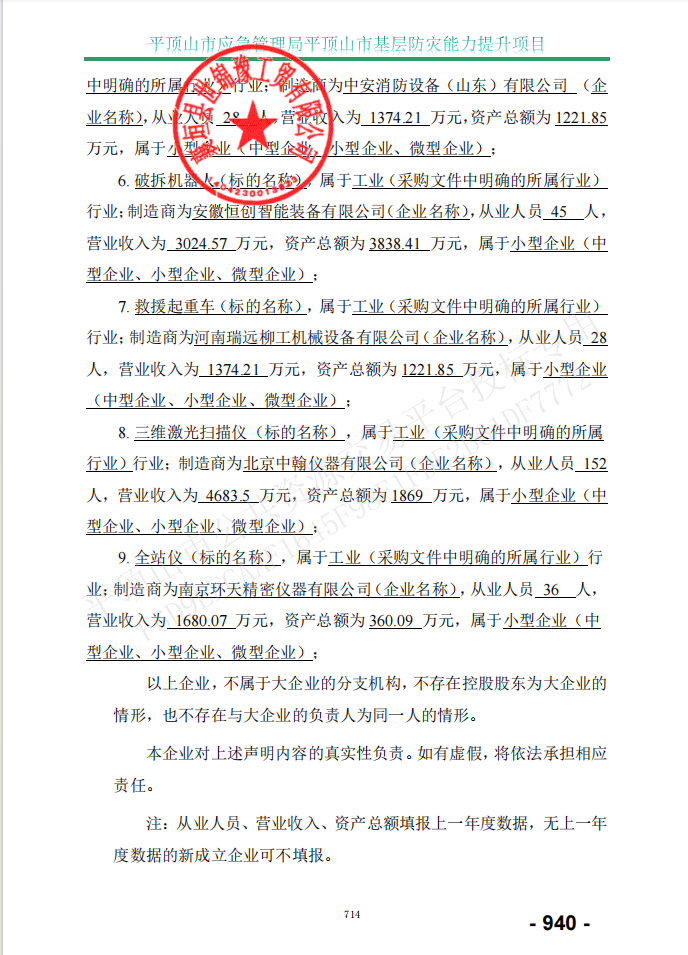 平顶山市应急管理局平顶山市基层防灾能力提升项目
中明确的所属行业）行业；制造商为中安消防设备（山东）有限公司（企
业名称），从业人员 28 人，营业收入为 1374.21 万元，资产总额为 1221.85
万元，属于小型企业（中型企业、小型企业、微型企业）；
6. 破拆机器人（标的名称），属于工业（采购文件中明确的所属行业）
行业；制造商为安徽恒创智能装备有限公司（企业名称），从业人员 45 人，
营业收入为 3024.57 万元，资产总额为 3838.41 万元，属于小型企业（中
型企业、小型企业、微型企业）；
7. 救援起重车（标的名称），属于工业（采购文件中明确的所属行业）
行业；制造商为河南瑞远柳工机械设备有限公司（企业名称），从业人员 28
人，营业收入为 1374.21 万元，资产总额为 1221.85 万元，属于小型企业
（中型企业、小型企业、微型企业）；
8. 三维激光扫描仪（标的名称），属于工业（采购文件中明确的所属
行业）行业；制造商为北京中翰仪器有限公司（企业名称），从业人员 152
人，营业收入为 4683.5 万元，资产总额为 1869 万元，属于小型企业（中
型企业、小型企业、微型企业）；
9. 全站仪（标的名称），属于工业（采购文件中明确的所属行业）行
业；制造商为南京环天精密仪器有限公司（企业名称），从业人员 36 人，
营业收入为 1680.07 万元，资产总额为 360.09 万元，属于小型企业（中
型企业、小型企业、微型企业）；
以上企业，不属于大企业的分支机构，不存在控股股东为大企业的
情形，也不存在与大企业的负责人为同一人的情形。
本企业对上述声明内容的真实性负责。如有虚假，将依法承担相应
责任。
注：从业人员、营业收入、资产总额填报上一年度数据，无上一年
度数据的新成立企业可不填报。
714
- 940 -
襄垣县世锦豫工贸有限公司
平顶山市公共资源交易平台投标专用